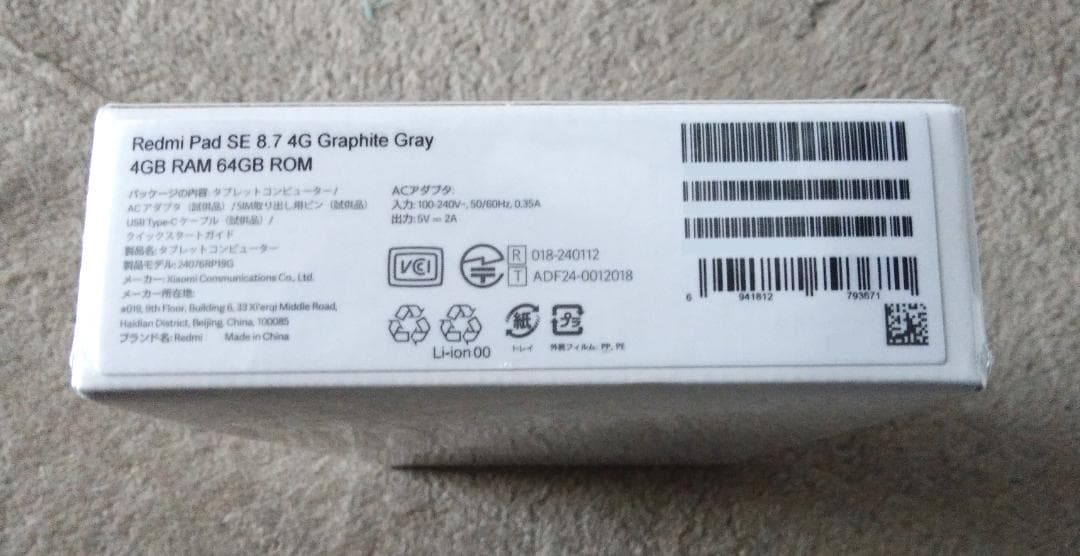 Redmi Pad SE 8.7 4G Graphite Gray
4GB RAM 64GB ROM
パッケージの内容: タブレットコンピューター/
ACアダプタ（試供品）/SIM取り出し用ピン（試供品）/
USB Type-C ケーブル（試供品）/
クイックスタートガイド
製品名: タブレットコンピューター
製品モデル: 24076RP19G
メーカー: Xiaomi Communications Co., Ltd.
メーカー所在地:
#019, 9th Floor, Building 6, 33 Xi'erqi Middle Road,
Haidian District, Beijing, China, 100085
ブランド名: Redmi Made in China
ACアダプタ:
入力: 100-240V~, 50/60Hz, 0.35A
出力: 5V ⎓ 2A
VCCI
R 018-240112
T ADF24-0012018
Li-ion 00
紙
トレイ
プラ
外装フィルム: PP, PE
6 941812 793671